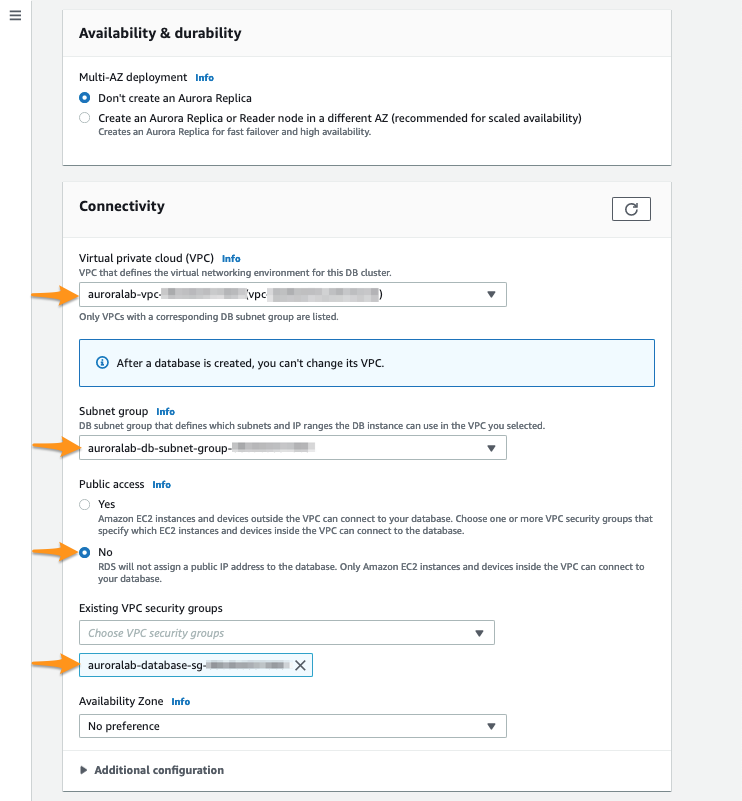 Availability & durability
Multi-AZ deployment Info
Don't create an Aurora Replica
Create an Aurora Replica or Reader node in a different AZ (recommended for scaled availability)
Creates an Aurora Replica for fast failover and high availability.
Connectivity
Virtual private cloud (VPC) Info
VPC that defines the virtual networking environment for this DB cluster.
auroralab-vpc- (vpc- )
Only VPCs with a corresponding DB subnet group are listed.
After a database is created, you can't change its VPC.
Subnet group Info
DB subnet group that defines which subnets and IP ranges the DB instance can use in the VPC you selected.
auroralab-db-subnet-group-
Public access Info
Yes
Amazon EC2 instances and devices outside the VPC can connect to your database. Choose one or more VPC security groups that
specify which EC2 instances and devices inside the VPC can connect to the database.
No
RDS will not assign a public IP address to the database. Only Amazon EC2 instances and devices inside the VPC can connect to
your database.
Existing VPC security groups
Choose VPC security groups
auroralab-database-sg-
Availability Zone Info
No preference
Additional configuration